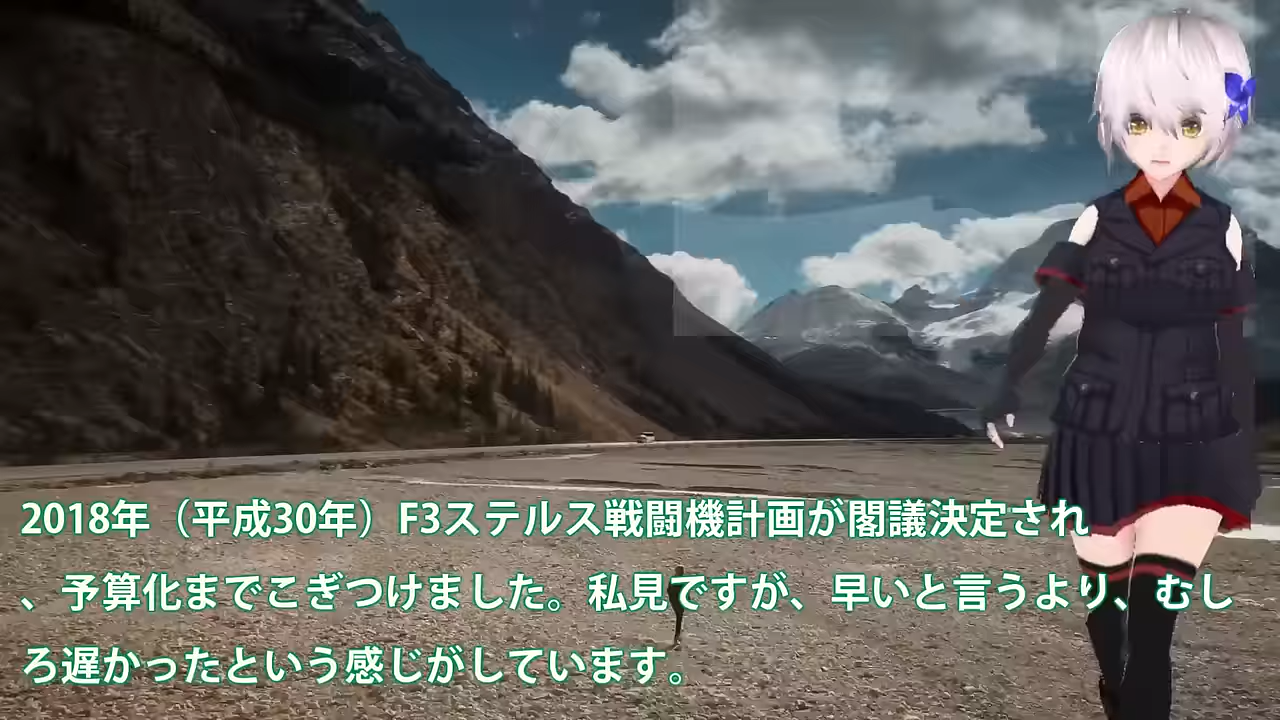 2018年（平成30年）F3ステルス戦闘機計画が閣議決定され
、予算化までこぎつけました。私見ですが、早いと言うより、むし
ろ遅かったという感じがしています。